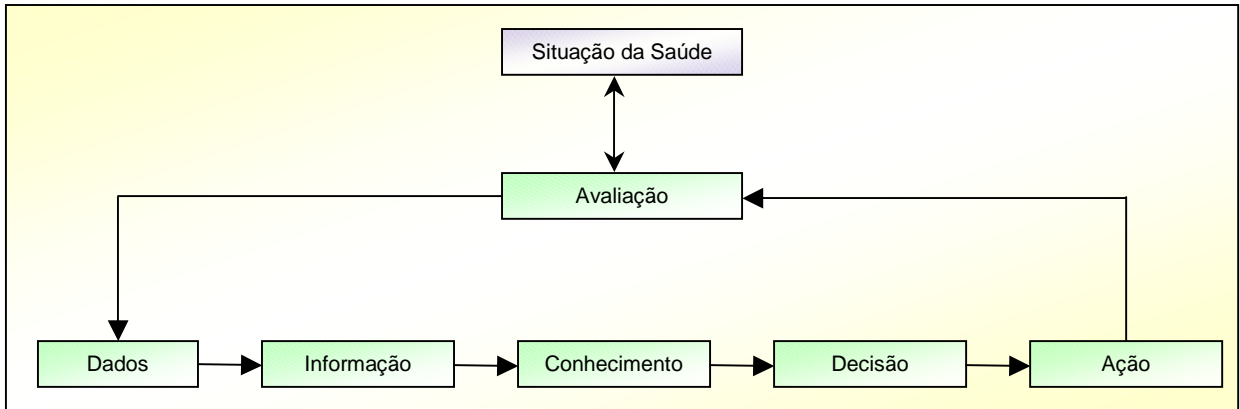 Situação da Saúde
Avaliação
Dados
Informação
Conhecimento
Decisão
Ação